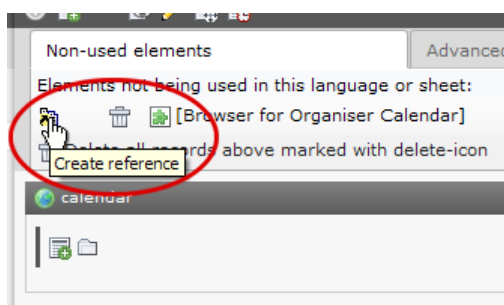 Non-used elements
Advanced
Elements not being used in this language or sheet:
[Browser for Organiser Calendar]
Delete all records above marked with delete-icon
Create reference
calendar